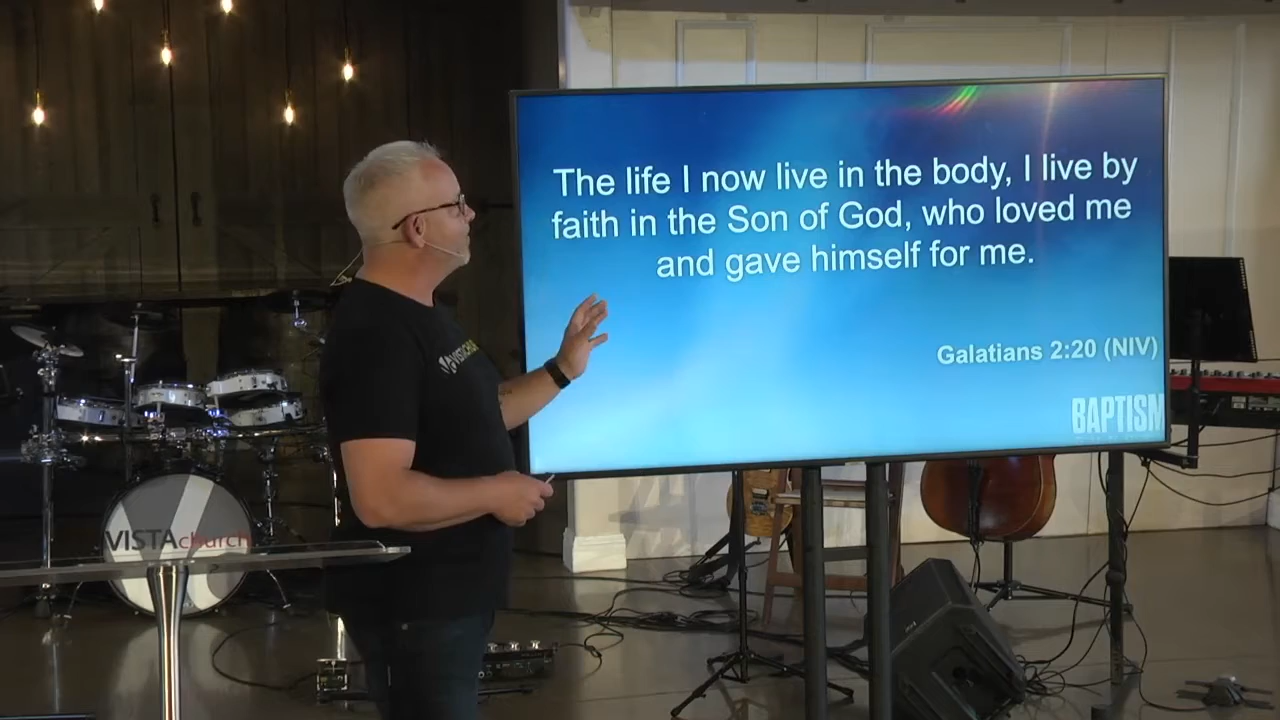 The life I now live in the body, I live by
faith in the Son of God, who loved me
and gave himself for me.
Galatians 2:20 (NIV)
BAPTISM
VISTAchurch